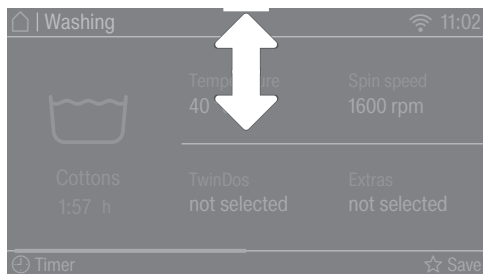 | Washing 11:02
Temperature Spin speed
40 1600 rpm
Cottons
1:57 h
TwinDos Extras
not selected not selected
Timer Save